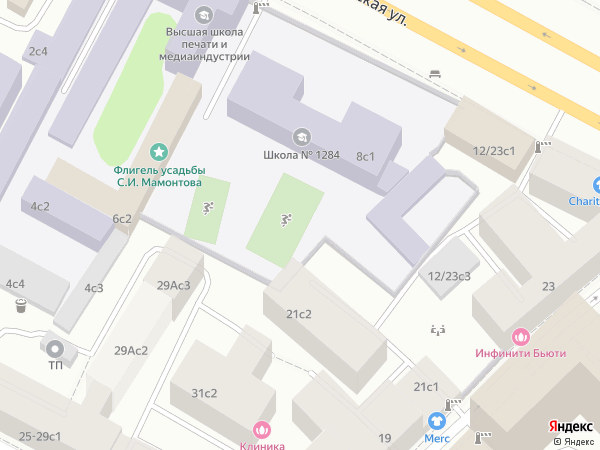 ская ул.
Высшая школа
печати и
медиаиндустрии
2с4
Школа № 1284
8с1
12/23с1
Флигель усадьбы
С.И. Мамонтова
Charit
4с2
6с2
4с4
4с3
29Ас3
12/23с3
23
21с2
29Ас2
ТП
Инфинити Бьюти
31с2
21с1
25-29с1
Клиника
19
Merc
Яндекс